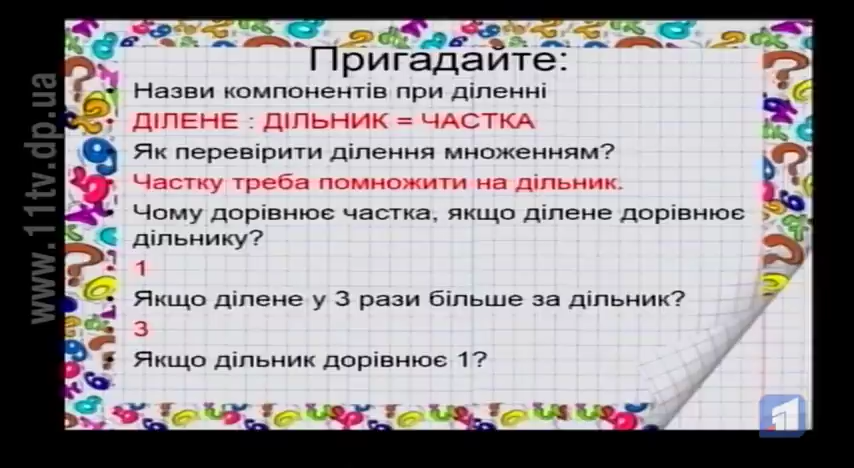 Пригадайте:
Назви компонентів при діленні
ДІЛЕНЕ : ДІЛЬНИК = ЧАСТКА
Як перевірити ділення множенням?
Частку треба помножити на дільник.
Чому дорівнює частка, якщо ділене дорівнює
дільнику?
1
Якщо ділене у 3 рази більше за дільник?
3
Якщо дільник дорівнює 1?
www.11tv.dp.ua
1